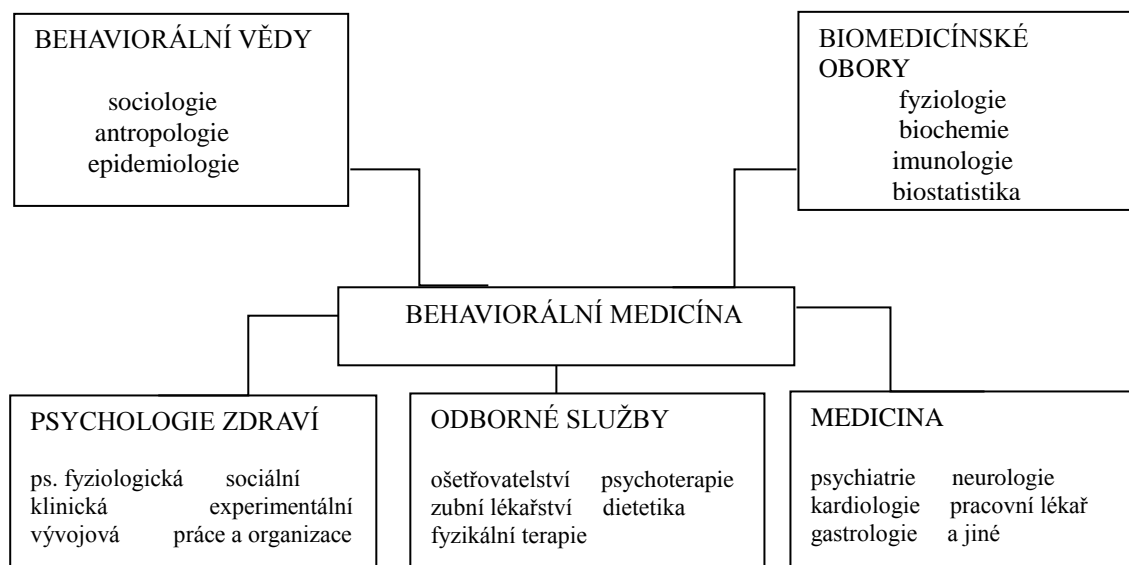 BEHAVIORÁLNÍ VĚDY
sociologie
antropologie
epidemiologie
BIOMEDICÍNSKÉ
OBORY
fyziologie
biochemie
imunologie
biostatistika
BEHAVIORÁLNÍ MEDICÍNA
PSYCHOLOGIE ZDRAVÍ
ps. fyziologická sociální
klinická experimentální
vývojová práce a organizace
ODBORNÉ SLUŽBY
ošetřovatelství psychoterapie
zubní lékařství dietetika
fyzikální terapie
MEDICINA
psychiatrie neurologie
kardiologie pracovní lékař
gastrologie a jiné